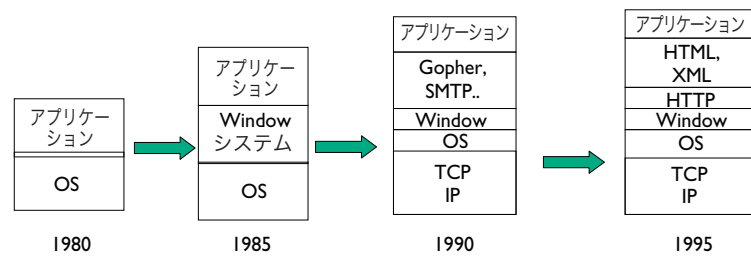 アプリケー
ション
OS
1980
アプリケー
ション
Window
システム
OS
1985
アプリケーション
Gopher,
SMTP..
Window
OS
TCP
IP
1990
アプリケーション
HTML,
XML
HTTP
Window
OS
TCP
IP
1995